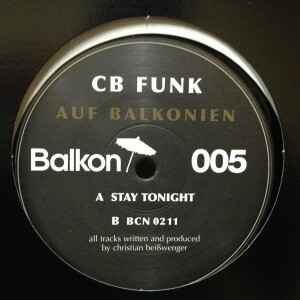 CB FUNK
AUF BALKONIEN
Balkon 005
A STAY TONIGHT
B BCN 0211
all tracks written and produced
by christian beißwenger